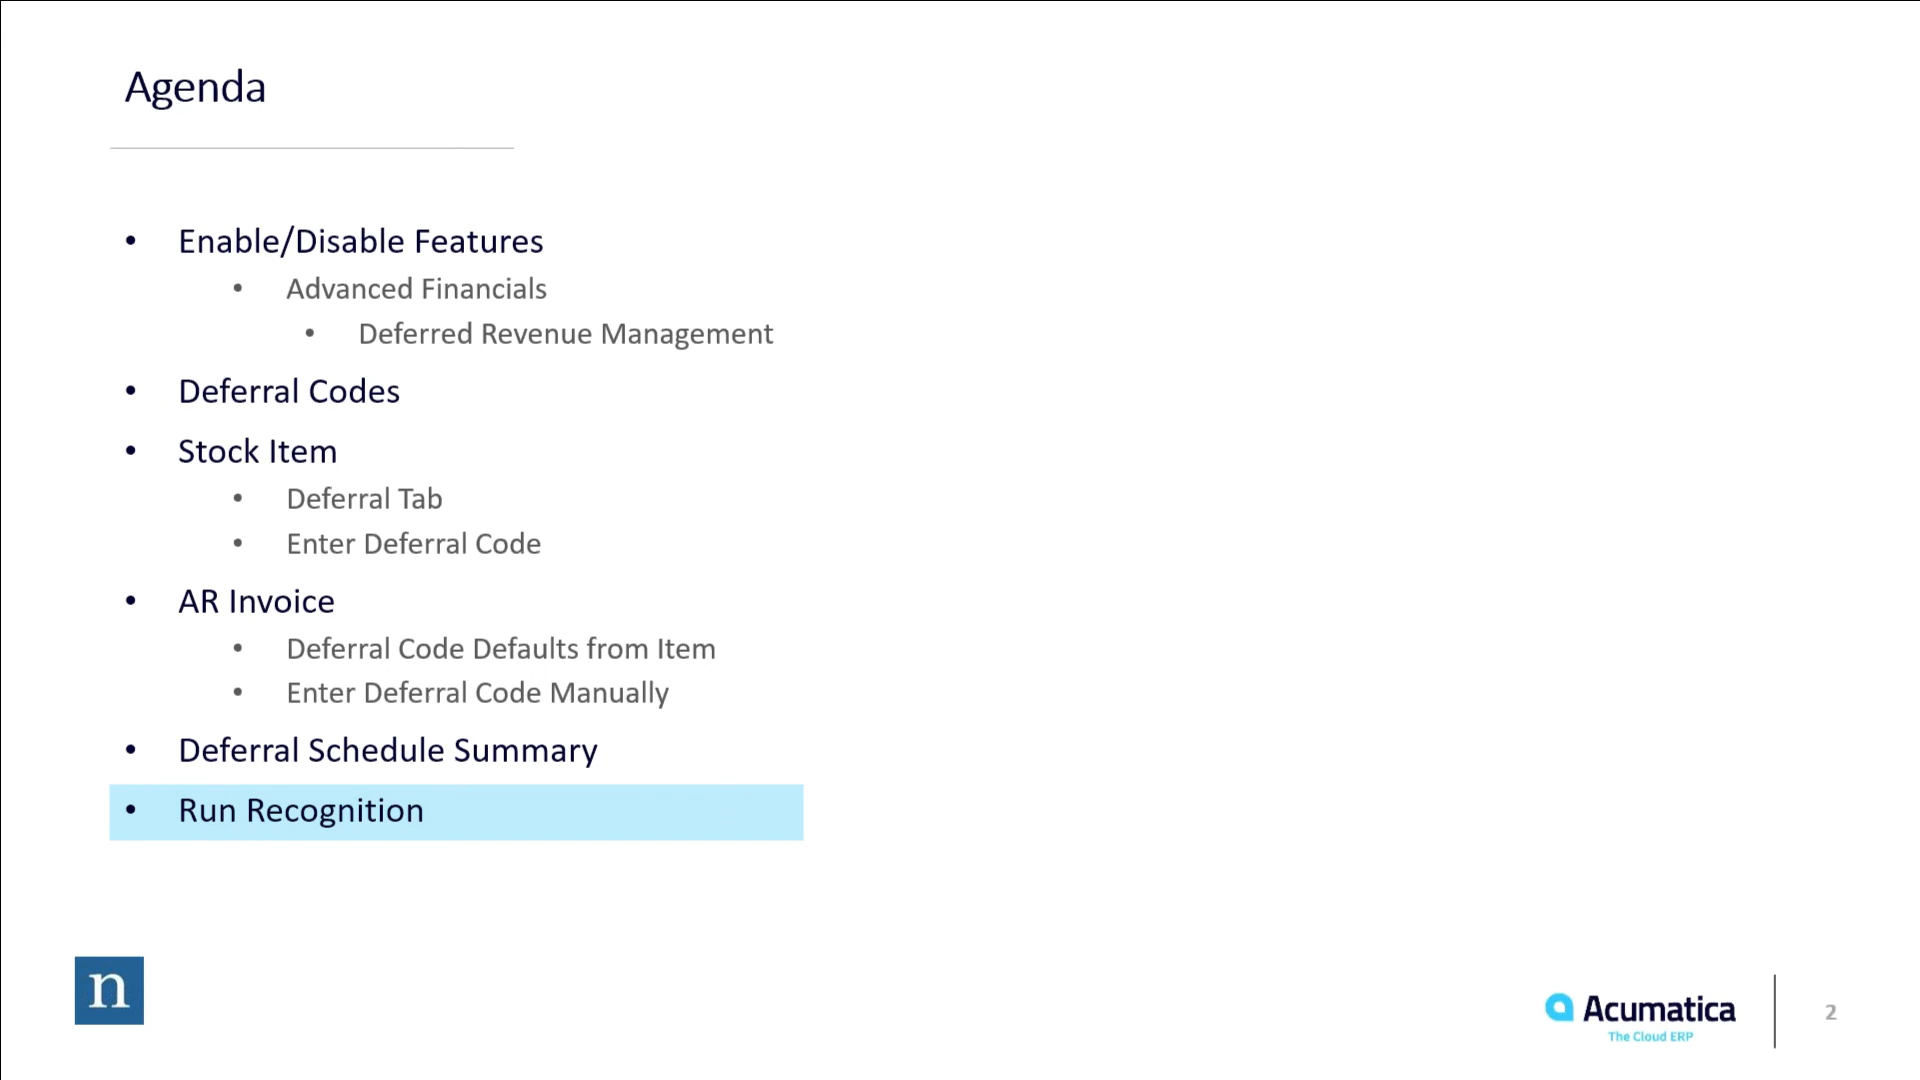 Agenda
• Enable/Disable Features
• Advanced Financials
• Deferred Revenue Management
• Deferral Codes
• Stock Item
• Deferral Tab
• Enter Deferral Code
• AR Invoice
• Deferral Code Defaults from Item
• Enter Deferral Code Manually
• Deferral Schedule Summary
• Run Recognition
n
Acumatica
The Cloud ERP
2